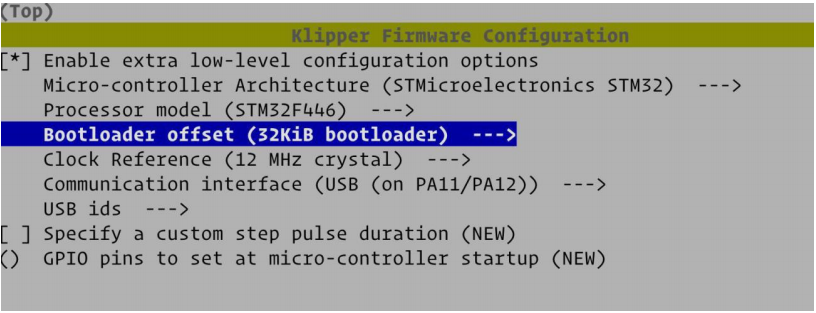 (Top)
Klipper Firmware Configuration
[*] Enable extra low-level configuration options
Micro-controller Architecture (STMicroelectronics STM32)  --->
Processor model (STM32F446)  --->
Bootloader offset (32KiB bootloader)  --->
Clock Reference (12 MHz crystal)  --->
Communication interface (USB (on PA11/PA12))  --->
USB ids  --->
[ ] Specify a custom step pulse duration (NEW)
()  GPIO pins to set at micro-controller startup (NEW)